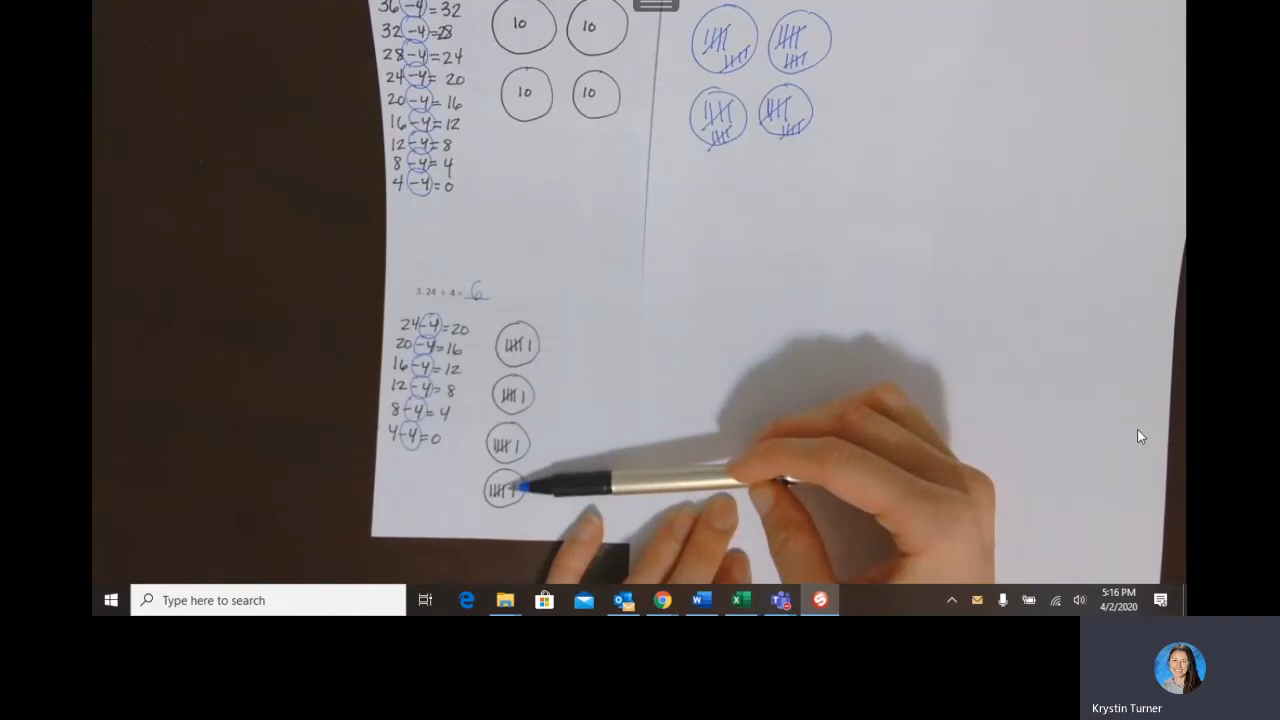 36 -4 = 32
32 -4 = 28
28 -4 = 24
24 -4 = 20
20 -4 = 16
16 -4 = 12
12 -4 = 8
8 -4 = 4
4 -4 = 0
10 10
10 10
3. 24 ÷ 4 = 6
24-4=20
20-4=16
16-4=12
12-4=8
8-4=4
4-4=0
Type here to search
5:16 PM
4/2/2020
Krystin Turner